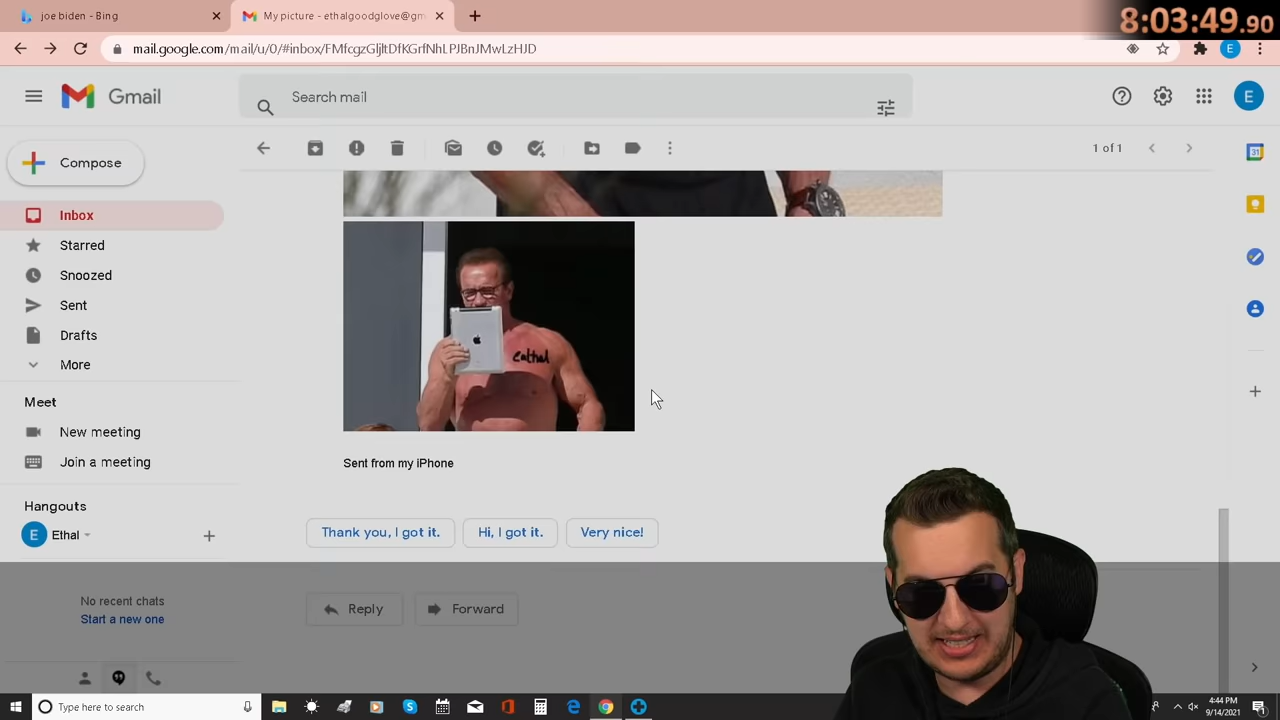 joe biden - Bing
My picture - ethalgoodglove@gm
8:03:49.90
mail.google.com/mail/u/0/#inbox/FMfcgzGljltDfKGrfNhLPJBnJMwLzHJD
E
Gmail
Search mail
E
Compose
1 of 1
31
Inbox
Starred
Snoozed
Sent
Drafts
More
Meet
New meeting
Join a meeting
Hangouts
E Ethal
Sent from my iPhone
Thank you, I got it.
Hi, I got it.
Very nice!
No recent chats
Start a new one
Reply
Forward
Type here to search
4:44 PM
9/14/2021